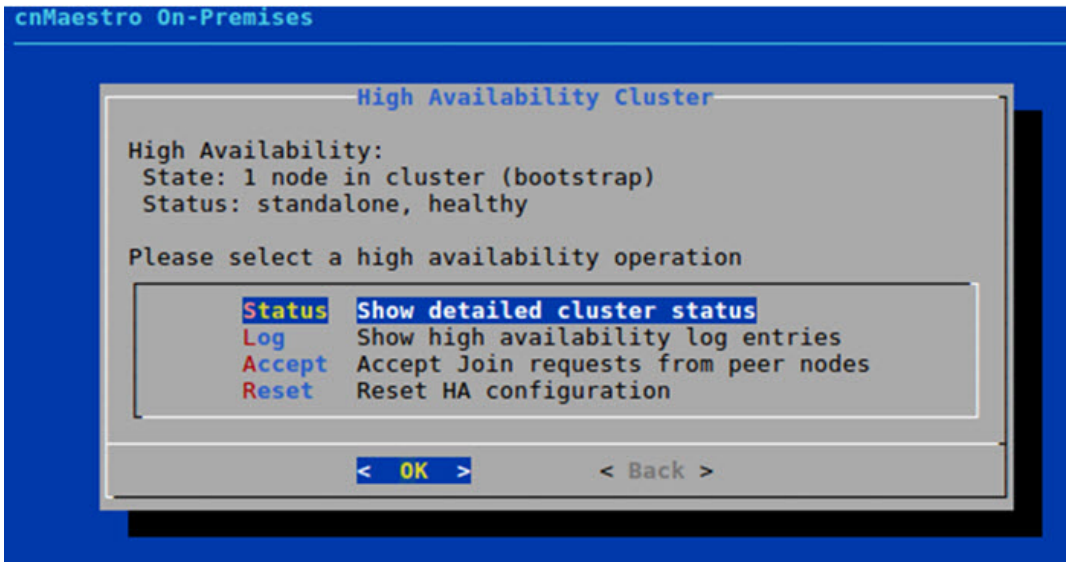 cnMaestro On-Premises
High Availability Cluster
High Availability:
State: 1 node in cluster (bootstrap)
Status: standalone, healthy
Please select a high availability operation
Status Show detailed cluster status
Log Show high availability log entries
Accept Accept Join requests from peer nodes
Reset Reset HA configuration
< OK > < Back >